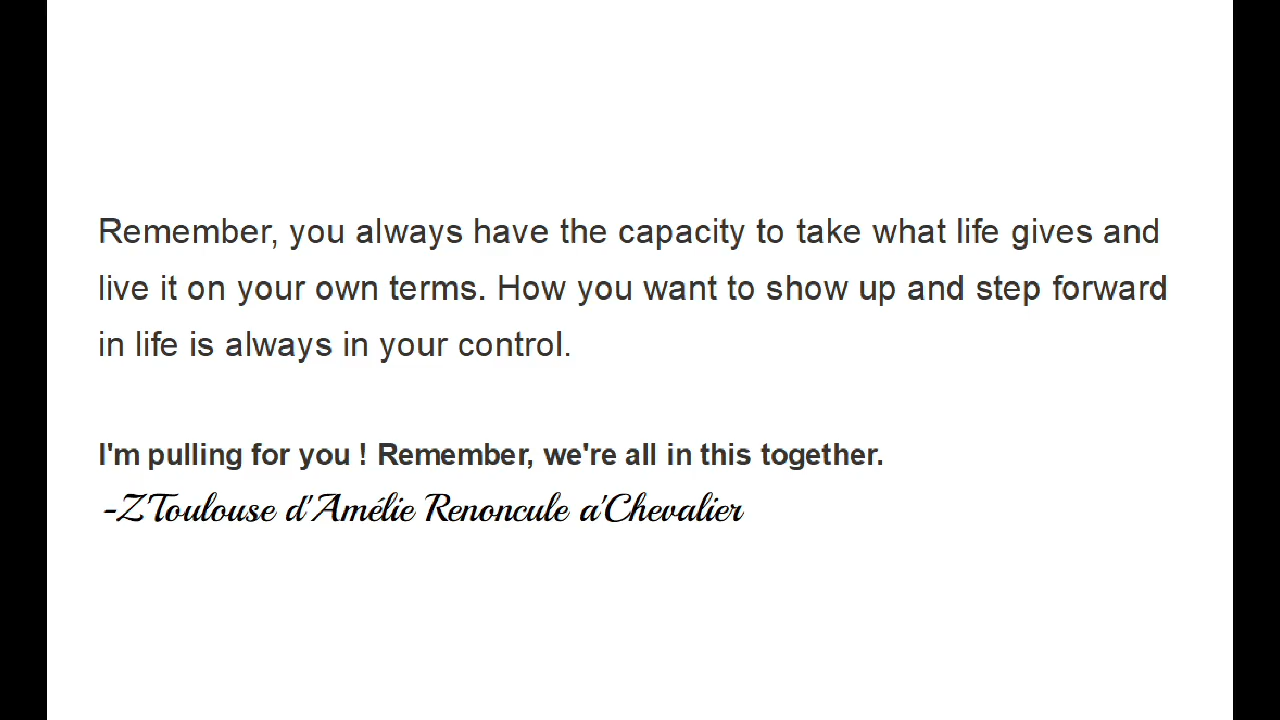 Remember, you always have the capacity to take what life gives and
live it on your own terms. How you want to show up and step forward
in life is always in your control.
I'm pulling for you ! Remember, we're all in this together.
-Z Toulouse d'Amélie Renoncule a'Chevalier